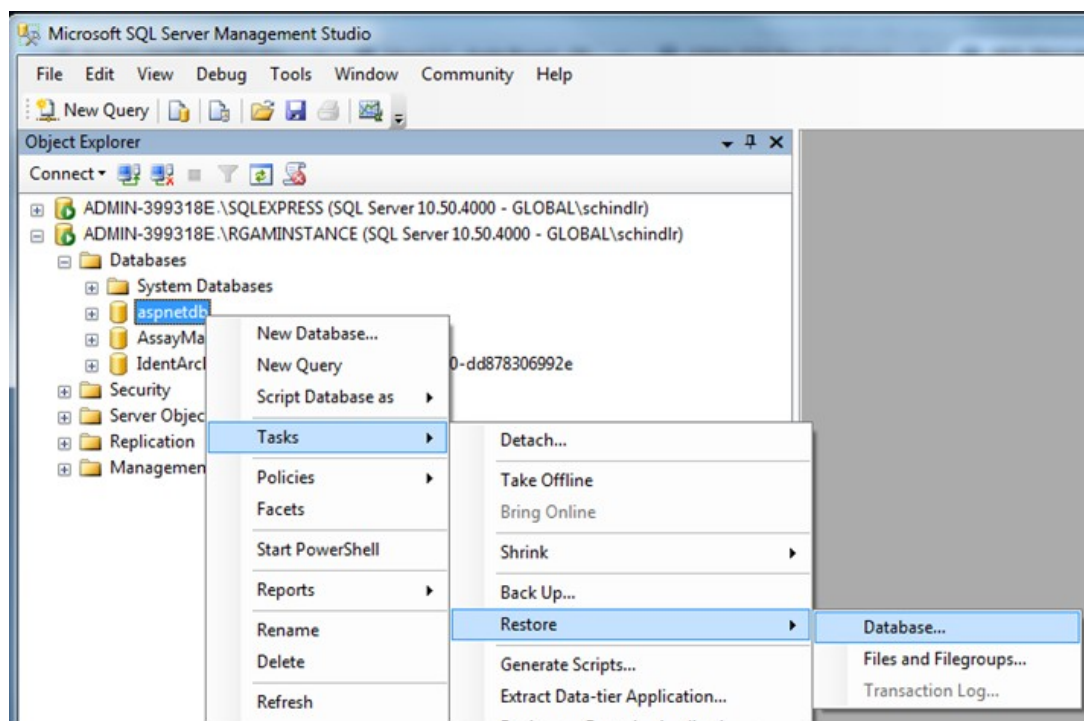 Microsoft SQL Server Management Studio
File Edit View Debug Tools Window Community Help
New Query
Object Explorer
Connect
ADMIN-399318E.\SQLEXPRESS (SQL Server 10.50.4000 - GLOBAL\schindlr)
ADMIN-399318E.\RGAMINSTANCE (SQL Server 10.50.4000 - GLOBAL\schindlr)
Databases
System Databases
aspnetdb
AssayMa
IdentArcl 0-dd878306992e
Security
Server Objec
Replication
Managemen
New Database...
New Query
Script Database as
Tasks
Policies
Facets
Start PowerShell
Reports
Rename
Delete
Refresh
Detach...
Take Offline
Bring Online
Shrink
Back Up...
Restore
Generate Scripts...
Extract Data-tier Application...
Database...
Files and Filegroups...
Transaction Log...